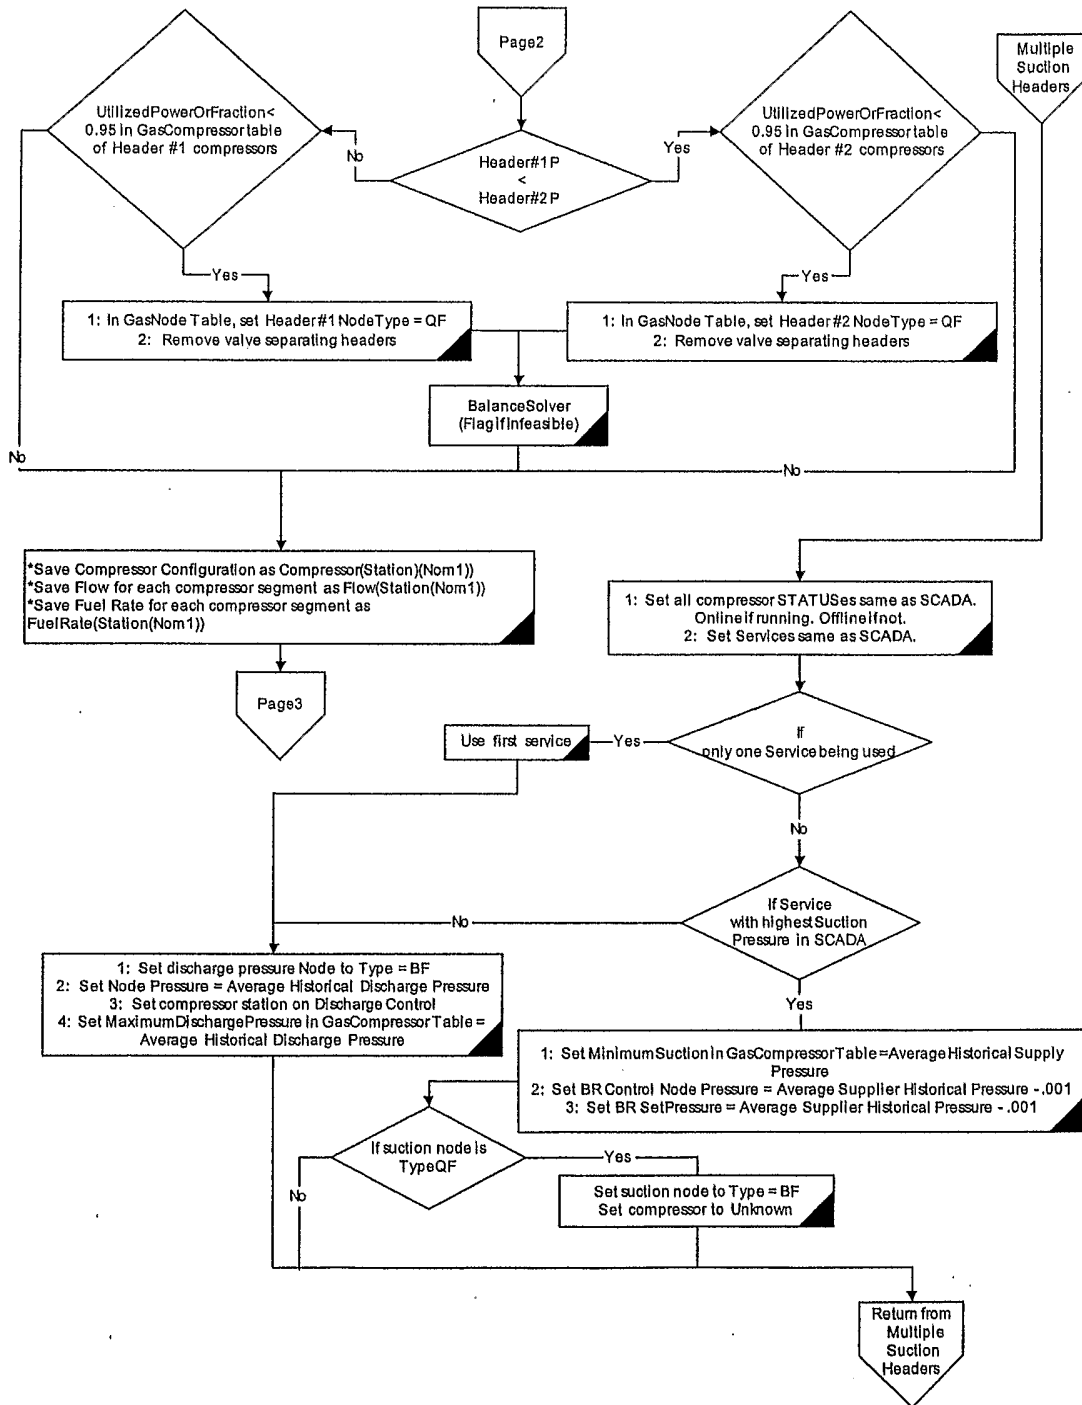 Page2
Multiple
Suction
Headers
UtilizedPowerOrFraction<
0.95 in GasCompressor table
of Header #1 compressors
No
Header#1 P
<
Header#2 P
Yes
UtilizedPowerOrFraction<
0.95 in GasCompressor table
of Header #2 compressors
Yes
Yes
1: In GasNode Table, set Header#1 NodeType = QF
2: Remove valve separating headers
1: In GasNode Table, set Header #2 NodeType = QF
2: Remove valve separating headers
BalanceSolver
(Flag if Infeasible)
No
No
*Save Compressor Configuration as Compressor(Station)(Nom1))
*Save Flow for each compressor segment as Flow(Station(Nom1))
*Save Fuel Rate for each compressor segment as
FuelRate(Station(Nom1))
1: Set all compressor STATUSes same as SCADA.
Online if running. Offline if not.
2: Set Services same as SCADA.
Page3
Use first service
Yes
If
only one Service being used
No
If Service
with highest Suction
Pressure in SCADA
No
Yes
1: Set discharge pressure Node to Type = BF
2: Set Node Pressure = Average Historical Discharge Pressure
3: Set compressor station on Discharge Control
4: Set MaximumDischargePressure in GasCompressor Table =
Average Historical Discharge Pressure
1: Set Minimum Suction in GasCompressor Table = Average Historical Supply
Pressure
2: Set BR Control Node Pressure = Average Supplier Historical Pressure - .001
3: Set BR SetPressure = Average Supplier Historical Pressure - .001
If suction node is
Type QF
Yes
No
Set suction node to Type = BF
Set compressor to Unknown
Return from
Multiple
Suction
Headers